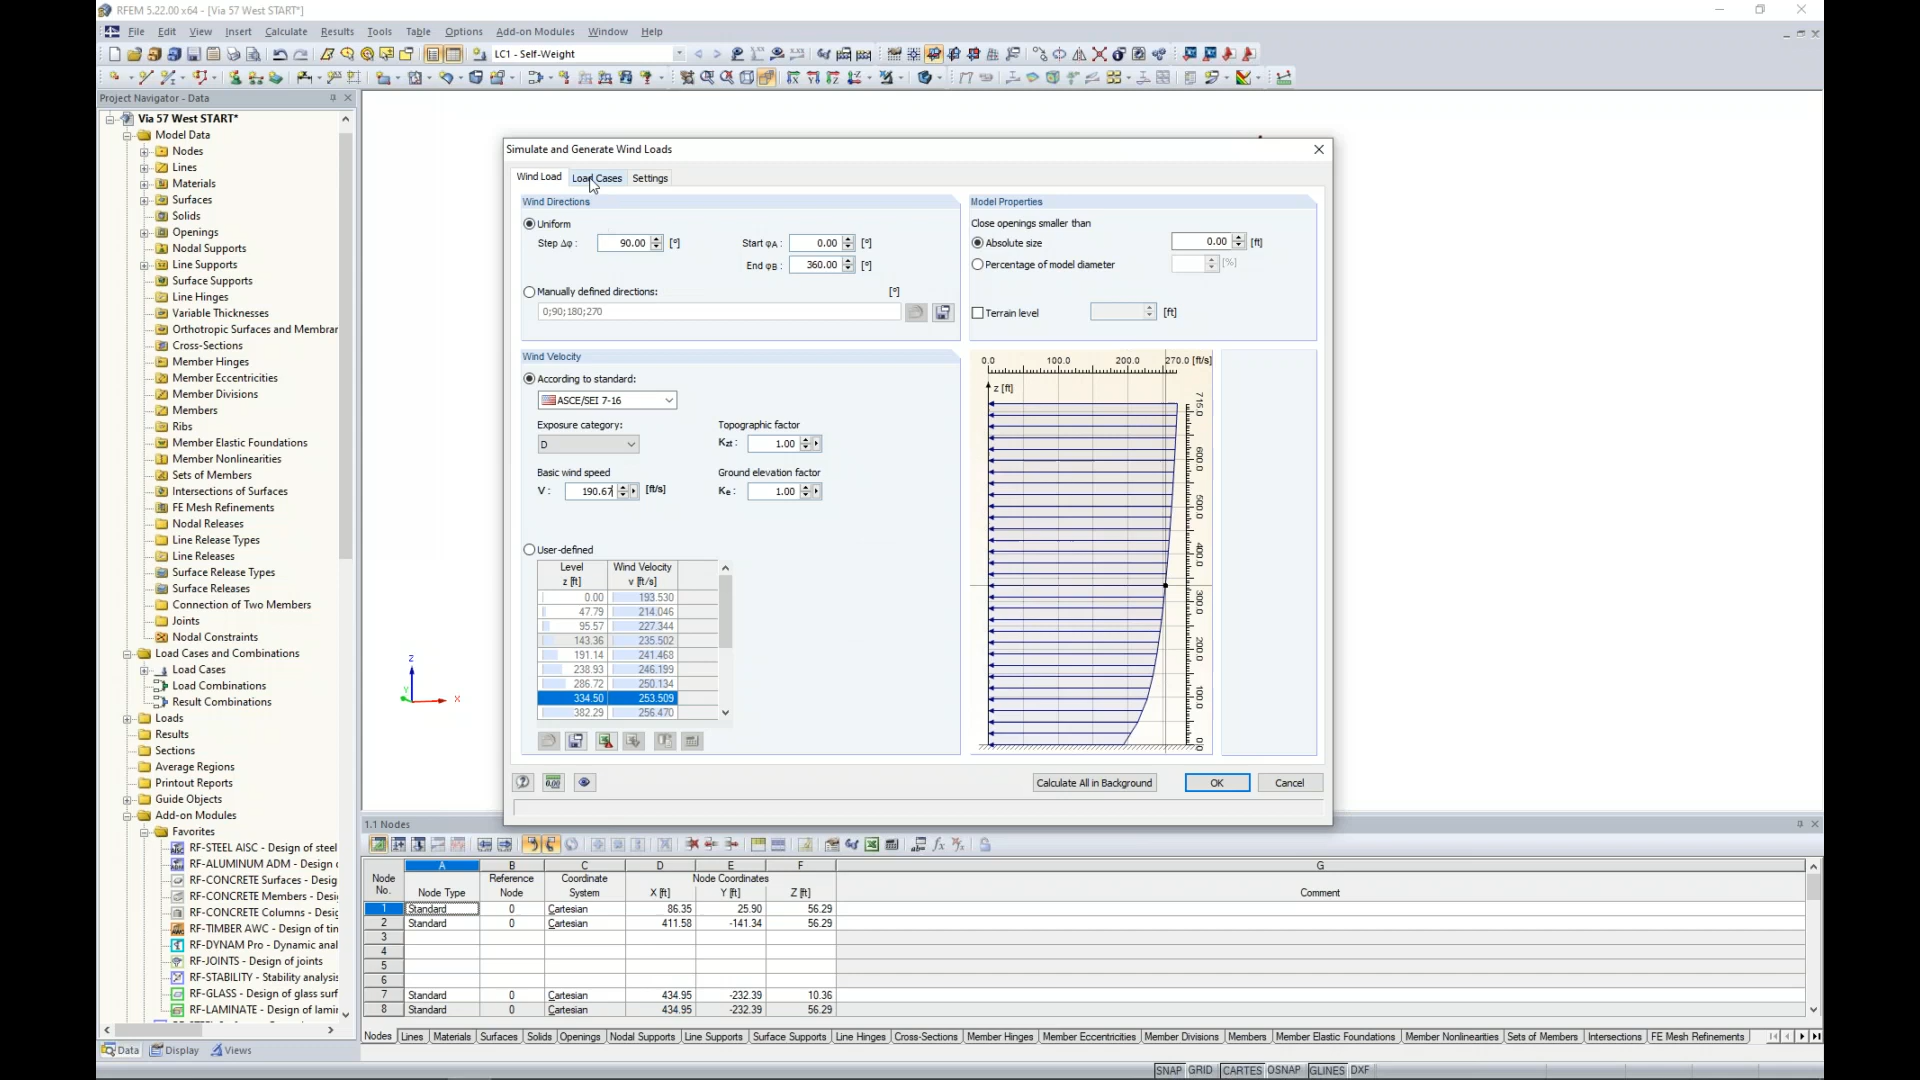 RFEM 5.22.00 x64 - [Via 57 West START*]
File Edit View Insert Calculate Results Tools Table Options Add-on Modules Window Help
LC1 - Self-Weight
Project Navigator - Data
Via 57 West START*
Model Data
Nodes
Lines
Materials
Surfaces
Solids
Openings
Nodal Supports
Line Supports
Surface Supports
Line Hinges
Variable Thicknesses
Orthotropic Surfaces and Membrar
Cross-Sections
Member Hinges
Member Eccentricities
Member Divisions
Members
Ribs
Member Elastic Foundations
Member Nonlinearities
Sets of Members
Intersections of Surfaces
FE Mesh Refinements
Nodal Releases
Line Release Types
Line Releases
Surface Release Types
Surface Releases
Connection of Two Members
Joints
Nodal Constraints
Load Cases and Combinations
Load Cases
Load Combinations
Result Combinations
Loads
Results
Sections
Average Regions
Printout Reports
Guide Objects
Add-on Modules
Favorites
RF-STEEL AISC - Design of steel
RF-ALUMINUM ADM - Design o
RF-CONCRETE Surfaces - Desig
RF-CONCRETE Members - Desi
RF-CONCRETE Columns - Desig
RF-TIMBER AWC - Design of tim
RF-DYNAM Pro - Dynamic anal
RF-JOINTS - Design of joints
RF-STABILITY - Stability analysis
RF-GLASS - Design of glass surf
RF-LAMINATE - Design of lamir
Data Display Views
Z
Y
X
Simulate and Generate Wind Loads
Wind Load Load Cases Settings
Wind Directions
Uniform
Step Δφ : 90.00 [°] Start φA : 0.00 [°]
End φB : 360.00 [°]
Manually defined directions: [°]
0;90;180;270
Model Properties
Close openings smaller than
Absolute size 0.00 [ft]
Percentage of model diameter [%]
Terrain level [ft]
Wind Velocity
According to standard:
ASCE/SEI 7-16
Exposure category: Topographic factor
D Kzt : 1.00
Basic wind speed Ground elevation factor
V : 190.67 [ft/s] Ke : 1.00
User-defined
Level Wind Velocity
z [ft] v [ft/s]
0.00 193.530
47.79 214.046
95.57 227.344
143.36 235.502
191.14 241.468
238.93 246.199
286.72 250.134
334.50 253.509
382.29 256.470
0.0 100.0 200.0 270.0 [ft/s]
z [ft]
715.0
600.0
500.0
400.0
300.0
200.0
100.0
0.0
Calculate All in Background OK Cancel
1.1 Nodes
A B C D E F G
Node Reference Coordinate Node Coordinates
No. Node Type Node System X [ft] Y [ft] Z [ft] Comment
1 Standard 0 Cartesian 86.35 25.90 56.29
2 Standard 0 Cartesian 411.58 -141.34 56.29
3
4
5
6
7 Standard 0 Cartesian 434.95 -232.39 10.36
8 Standard 0 Cartesian 434.95 -232.39 56.29
Nodes Lines Materials Surfaces Solids Openings Nodal Supports Line Supports Surface Supports Line Hinges Cross-Sections Member Hinges Member Eccentricities Member Divisions Members Member Elastic Foundations Member Nonlinearities Sets of Members Intersections FE Mesh Refinements
SNAP GRID CARTES OSNAP GLINES DXF